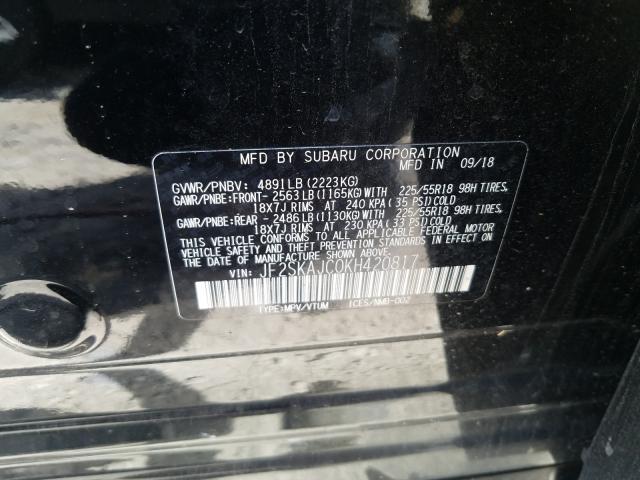 MFD BY SUBARU CORPORATION
MFD IN 09/18
GVWR/PNBV: 4891LB(2223KG)
GAWR/PNBE:FRONT-2563LB(1165KG)WITH 225/55R18 98H TIRES,
18X7J RIMS AT 240 KPA(35 PSI)COLD
GAWR/PNBE:REAR -2486LB(1130KG)WITH 225/55R18 98H TIRES,
18X7J RIMS AT 230 KPA(33 PSI)COLD
THIS VEHICLE CONFORMS TO ALL APPLICABLE FEDERAL MOTOR
VEHICLE SAFETY AND THEFT PREVENTION STANDARDS IN EFFECT ON
THE DATE OF MANUFACTURE SHOWN ABOVE.
VIN: JF2SKAJC0KH420817
TYPE:MPV/VTUM ICES/NMB-002